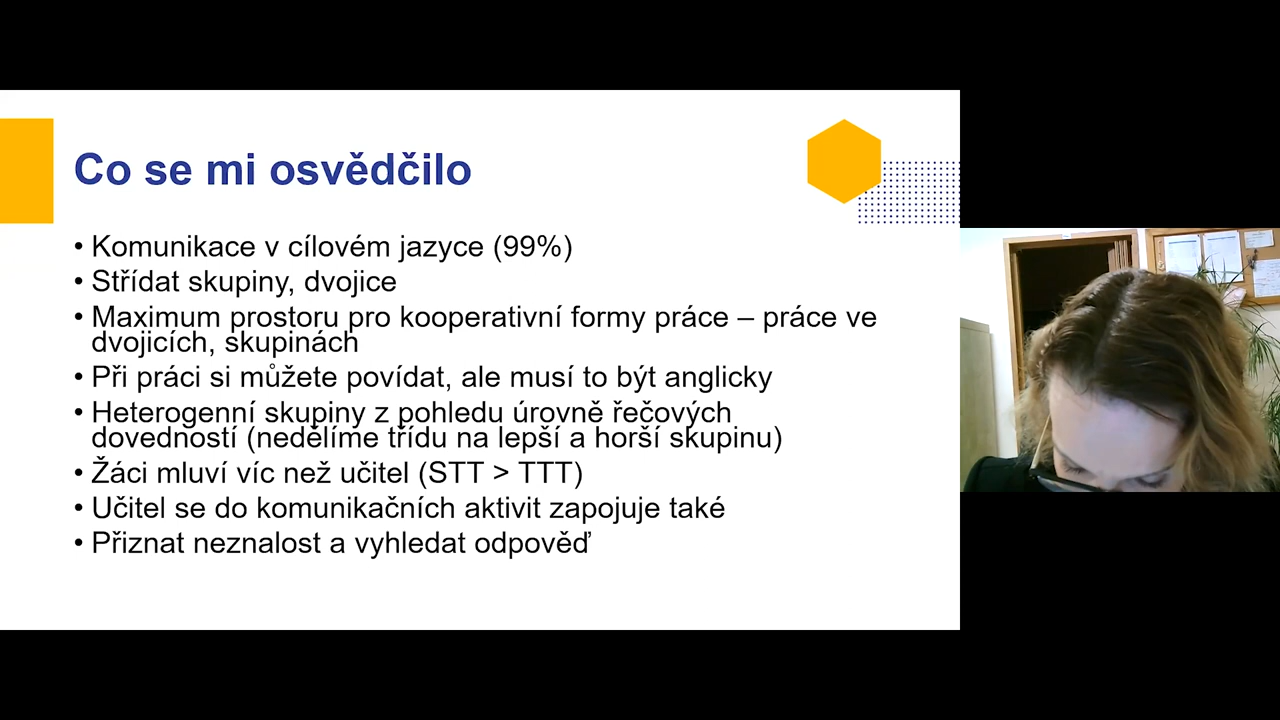 Co se mi osvědčilo
• Komunikace v cílovém jazyce (99%)
• Střídat skupiny, dvojice
• Maximum prostoru pro kooperativní formy práce – práce ve
dvojicích, skupinách
• Při práci si můžete povídat, ale musí to být anglicky
• Heterogenní skupiny z pohledu úrovně řečových
dovedností (nedělíme třídu na lepší a horší skupinu)
• Žáci mluví víc než učitel (STT > TTT)
• Učitel se do komunikačních aktivit zapojuje také
• Přiznat neznalost a vyhledat odpověď